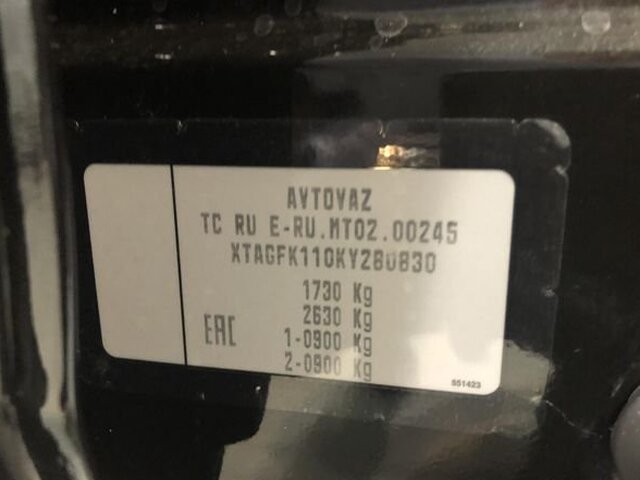 AVTOVAZ
TC RU E-RU.MT02.00245
XTAGFK110KY280830
1730 Kg
2630 Kg
EAC 1-0900 Kg
2-0900 Kg
551423